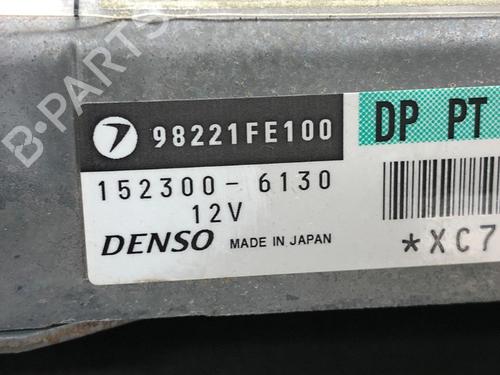 B-PARTS
98221FE100
DP PT
152300-6130
12V
DENSO MADE IN JAPAN
*XC7